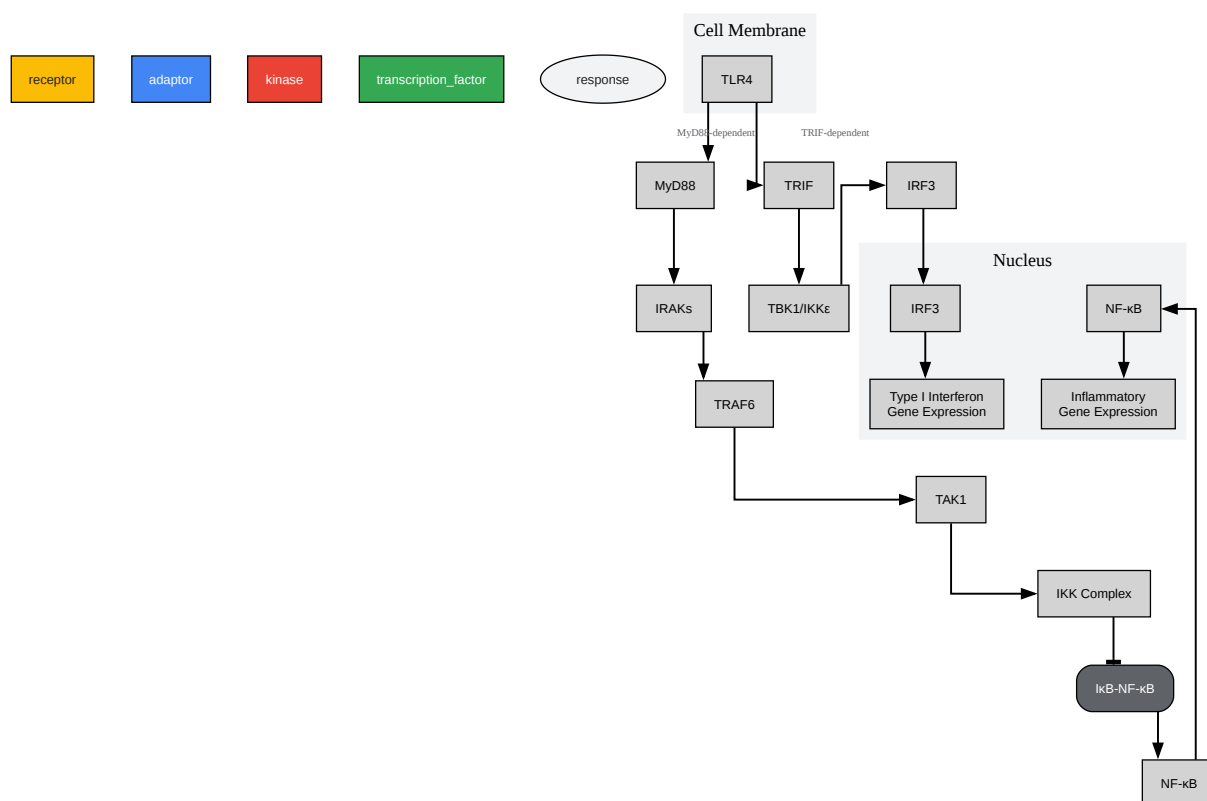 Cell Membrane
receptor
adaptor
kinase
transcription_factor
response
TLR4
MyD88-dependent
TRIF-dependent
MyD88
TRIF
IRF3
Nucleus
IRAKs
TBK1/IKKε
IRF3
NF-κB
Type I Interferon
Gene Expression
Inflammatory
Gene Expression
TRAF6
TAK1
IKK Complex
IκB-NF-κB
NF-κB